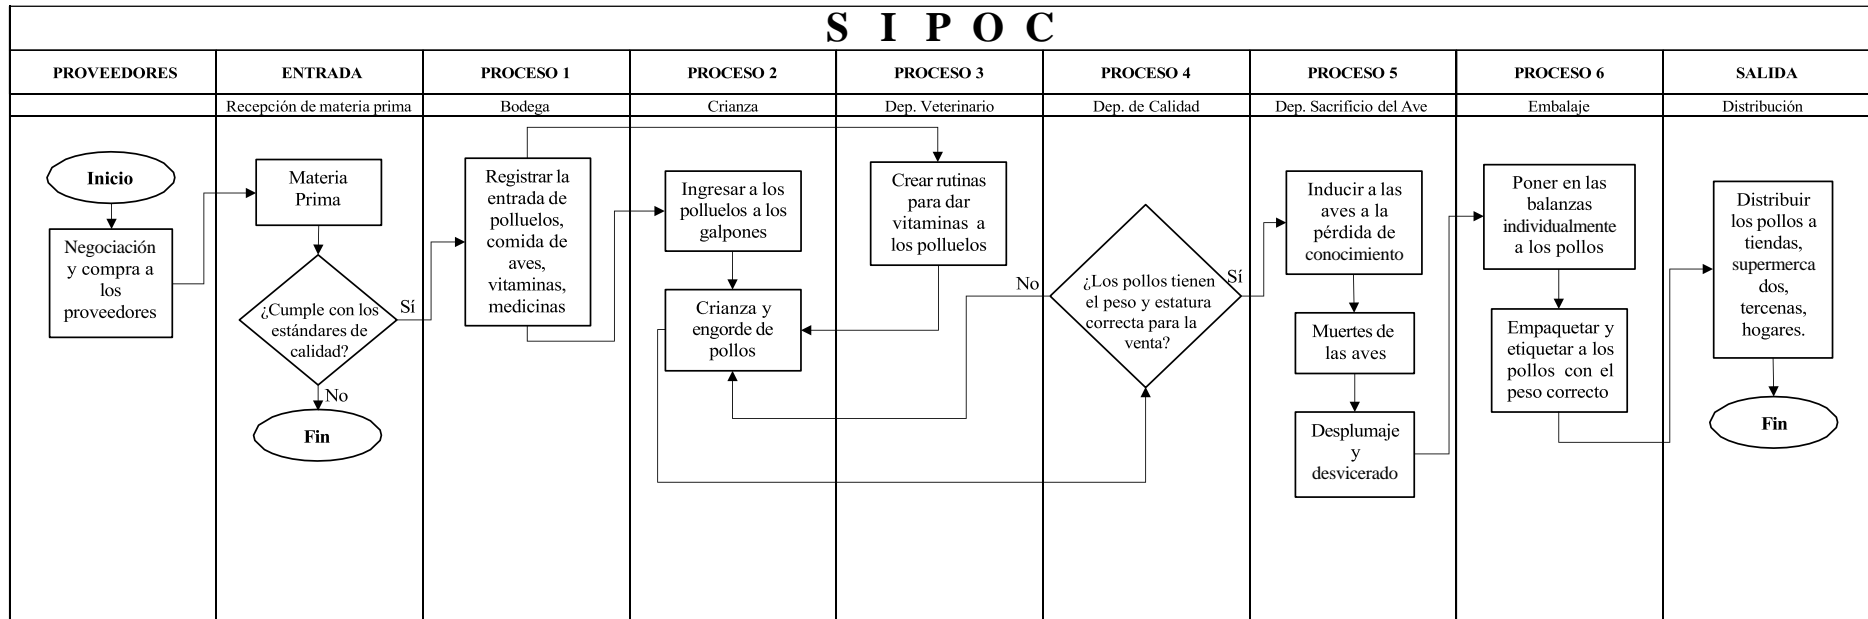 S I P O C
PROVEEDORES
ENTRADA
PROCESO 1
PROCESO 2
PROCESO 3
PROCESO 4
PROCESO 5
PROCESO 6
SALIDA
Recepción de materia prima
Bodega
Crianza
Dep. Veterinario
Dep. de Calidad
Dep. Sacrificio del Ave
Embalaje
Distribución
Inicio
Negociación
y compra a
los
proveedores
Materia
Prima
¿Cumple con los
estándares de
calidad?
Sí
No
Fin
Registrar la
entrada de
polluelos,
comida de
aves,
vitaminas,
medicinas
Ingresar a los
polluelos a los
galpones
Crianza y
engorde de
pollos
Crear rutinas
para dar
vitaminas a
los polluelos
No
¿Los pollos tienen
el peso y estatura
correcta para la
venta?
Sí
Inducir a las
aves a la
pérdida de
conocimiento
Muertes de
las aves
Desplumaje
y
desvicerado
Poner en las
balanzas
individualmente
a los pollos
Empaquetar y
etiquetar a los
pollos con el
peso correcto
Distribuir
los pollos a
tiendas,
supermerca
dos,
tercenas,
hogares.
Fin